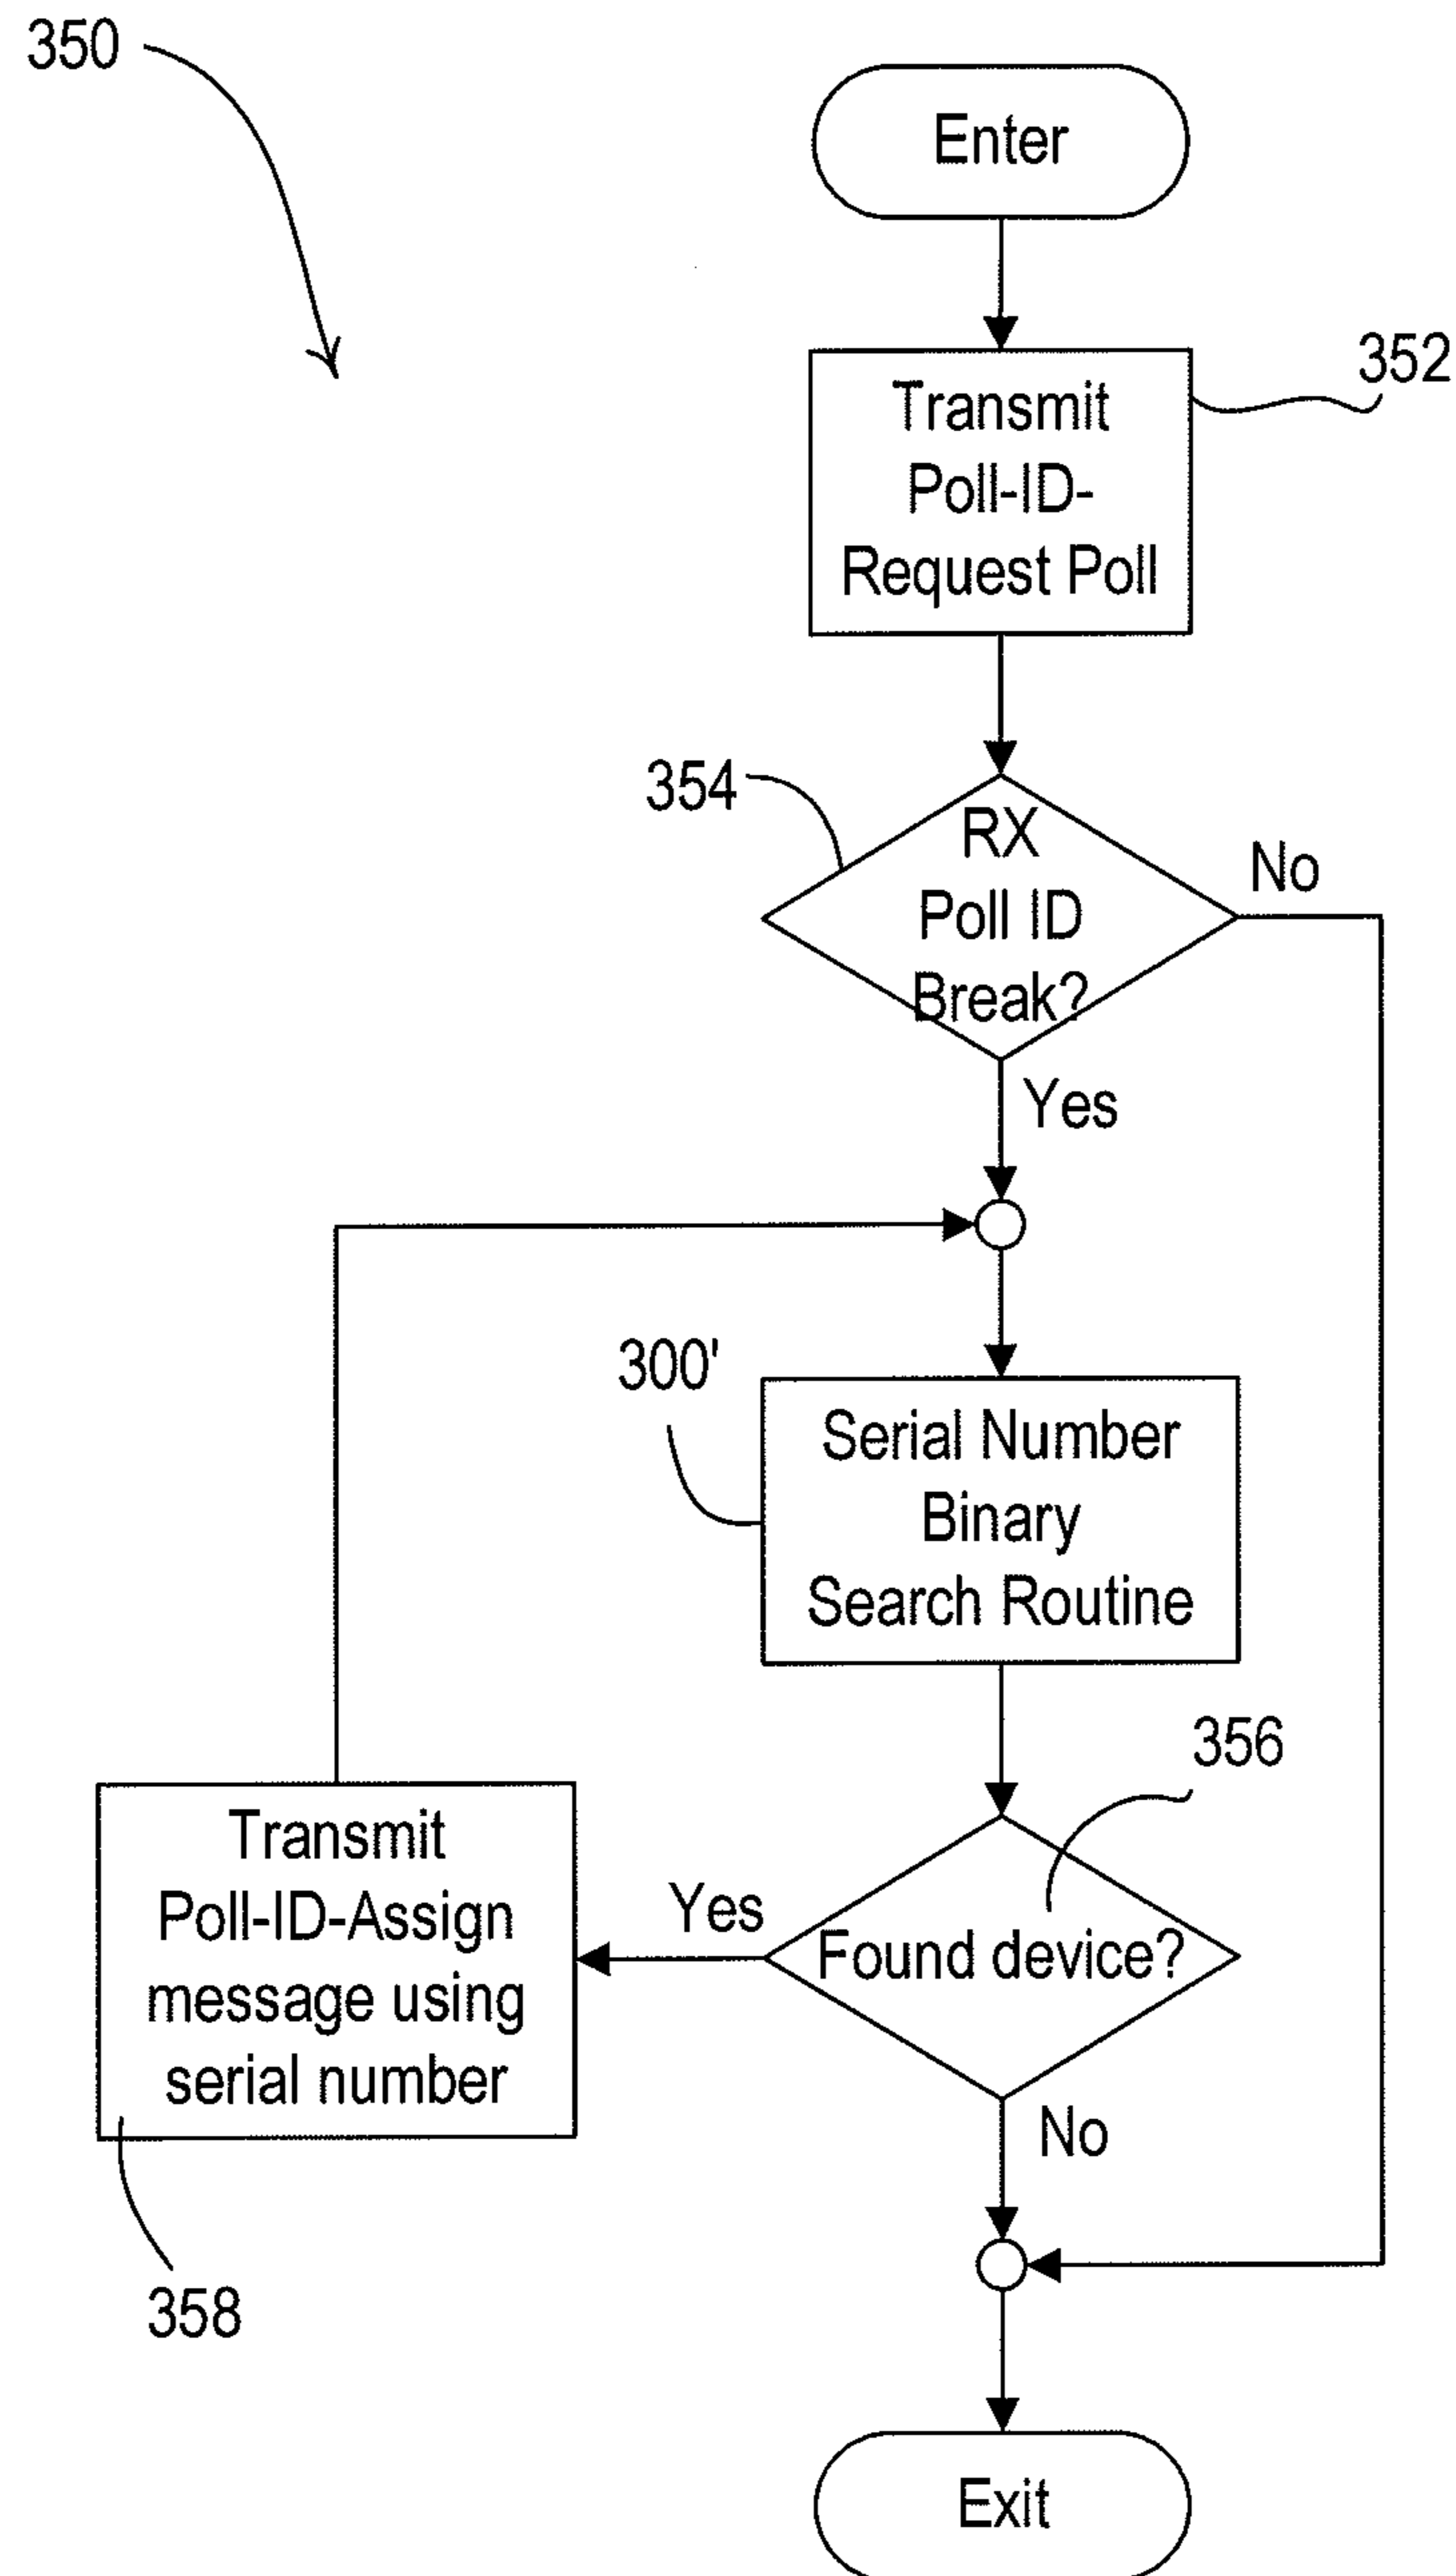 350
Enter
352
Transmit
Poll-ID-
Request Poll
354
RX
Poll ID
Break?
No
Yes
300'
Serial Number
Binary
Search Routine
356
Transmit
Poll-ID-Assign
message using
serial number
Yes
Found device?
No
358
Exit